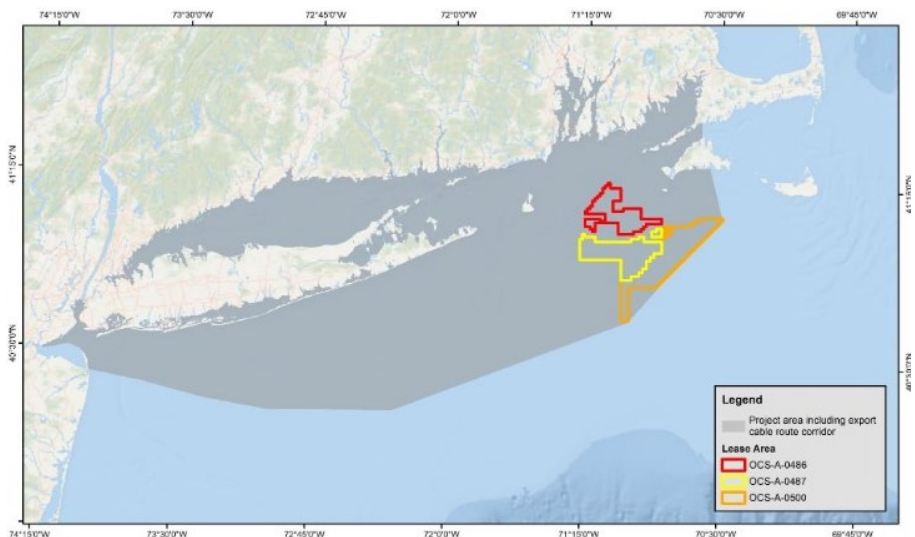 74°15'0"W 73°30'0"W 72°45'0"W 72°0'0"W 71°15'0"W 70°30'0"W 69°45'0"W
41°15'0"N
41°15'0"N
40°30'0"N
40°30'0"N
Legend
Project area including export
cable route corridor
Lease Area
OCS-A-0486
OCS-A-0487
OCS-A-0500
74°15'0"W 73°30'0"W 72°45'0"W 72°0'0"W 71°15'0"W 70°30'0"W 69°45'0"W